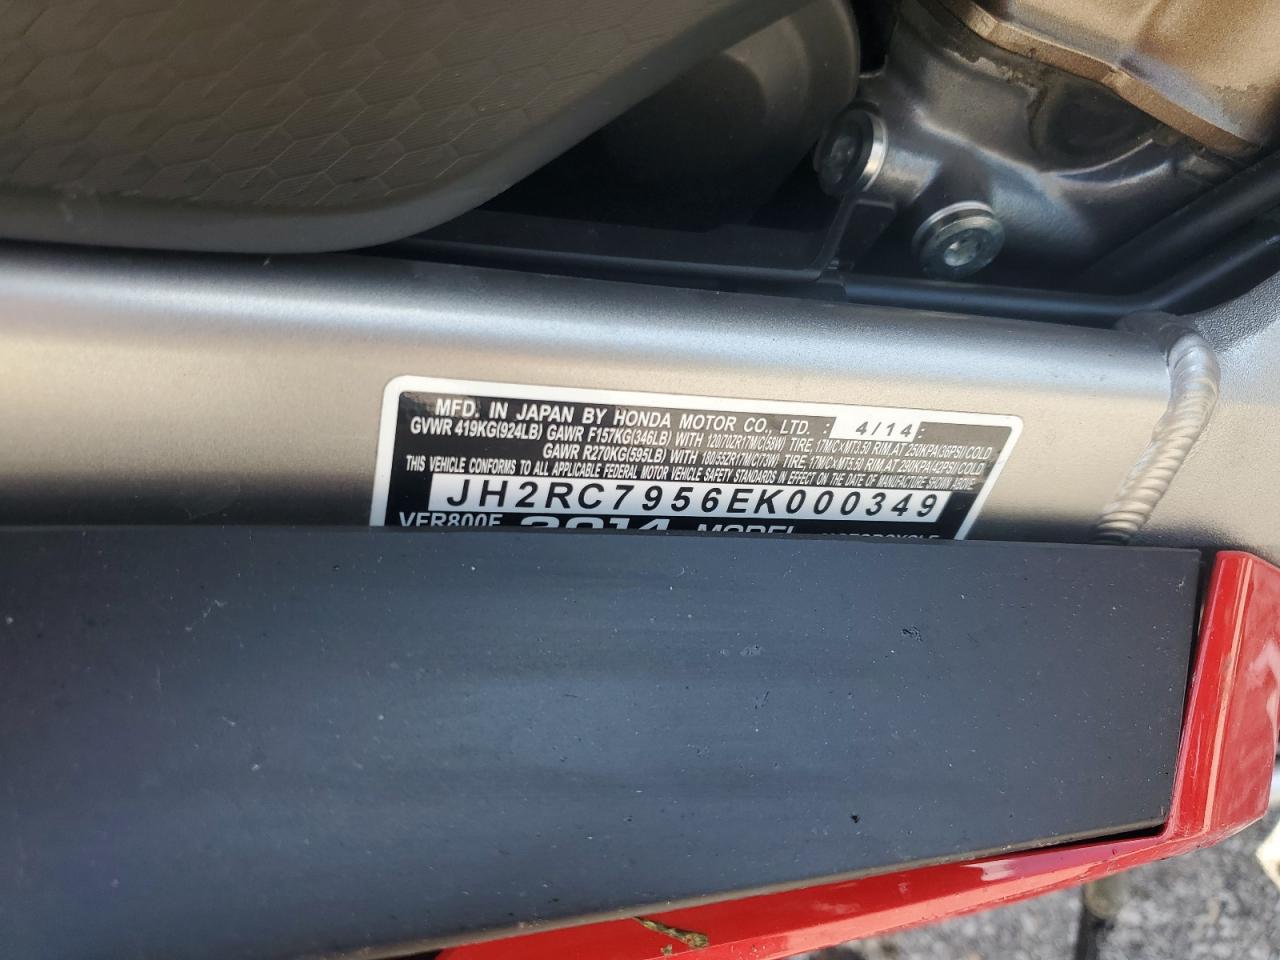 MFD. IN JAPAN BY HONDA MOTOR CO., LTD. : 4/14 :
GVWR 419KG(924LB) GAWR F157KG(346LB) WITH 120/70ZR17M/C(58W) TIRE, 17M/C×MT3.50 RIM, AT 250KPA(36PSI) COLD
GAWR R270KG(595LB) WITH 180/55ZR17M/C(73W) TIRE, 17M/C×MT5.50 RIM, AT 290KPA(42PSI) COLD
THIS VEHICLE CONFORMS TO ALL APPLICABLE FEDERAL MOTOR VEHICLE SAFETY STANDARDS IN EFFECT ON THE DATE OF MANUFACTURE SHOWN ABOVE.
JH2RC7956EK000349
VFR800F 2014 MODEL MOTORCYCLE